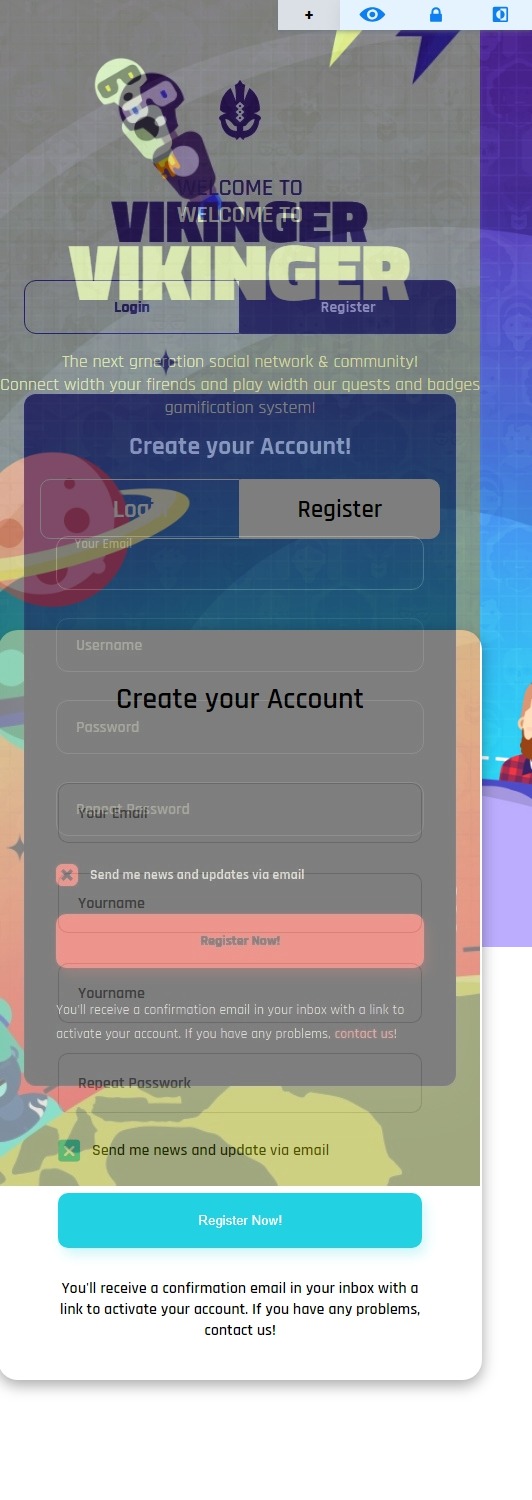 +
WELCOME TO
WELCOME TO
VIKINGER
VIKINGER
Login Register
The next grneration social network & community!
Connect width your firends and play width our quests and badges
gamification system!
Create your Account!
Login Register
Your Email
Username
Create your Account
Password
Repeat Password
Your Email
Send me news and updates via email
Yourname
Register Now!
Yourname
You'll receive a confirmation email in your inbox with a link to
activate your account. If you have any problems, contact us!
Repeat Passwork
Send me news and update via email
Register Now!
You'll receive a confirmation email in your inbox with a
link to activate your account. If you have any problems,
contact us!